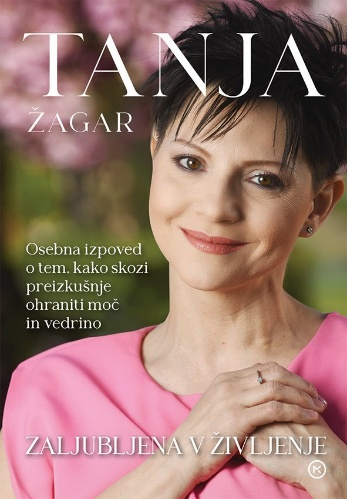 TANJA
ŽAGAR
Osebna izpoved
o tem, kako skozi
preizkušnje
ohraniti moč
in vedrino
ZALJUBLJENA V ŽIVLJENJE